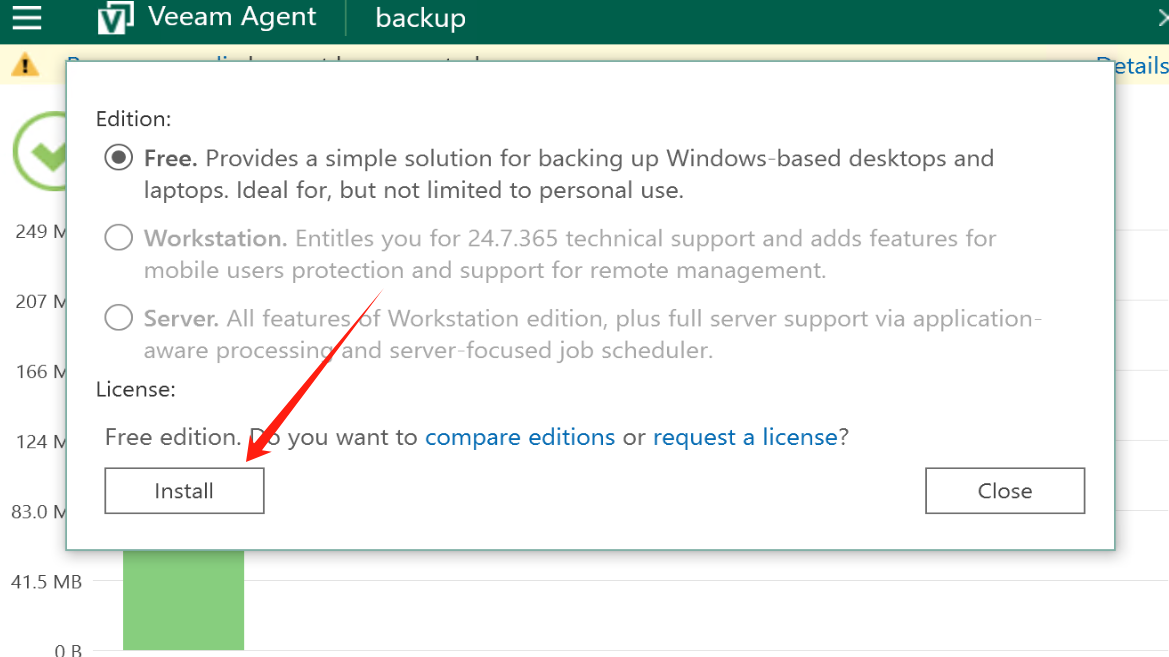 Veeam Agent
backup
Details
Edition:
Free. Provides a simple solution for backing up Windows-based desktops and
laptops. Ideal for, but not limited to personal use.
249 M
Workstation. Entitles you for 24.7.365 technical support and adds features for
mobile users protection and support for remote management.
207 M
Server. All features of Workstation edition, plus full server support via application-
aware processing and server-focused job scheduler.
166 M
License:
124 M
Free edition. Do you want to compare editions or request a license?
Install
Close
83.0 M
41.5 MB
0 B